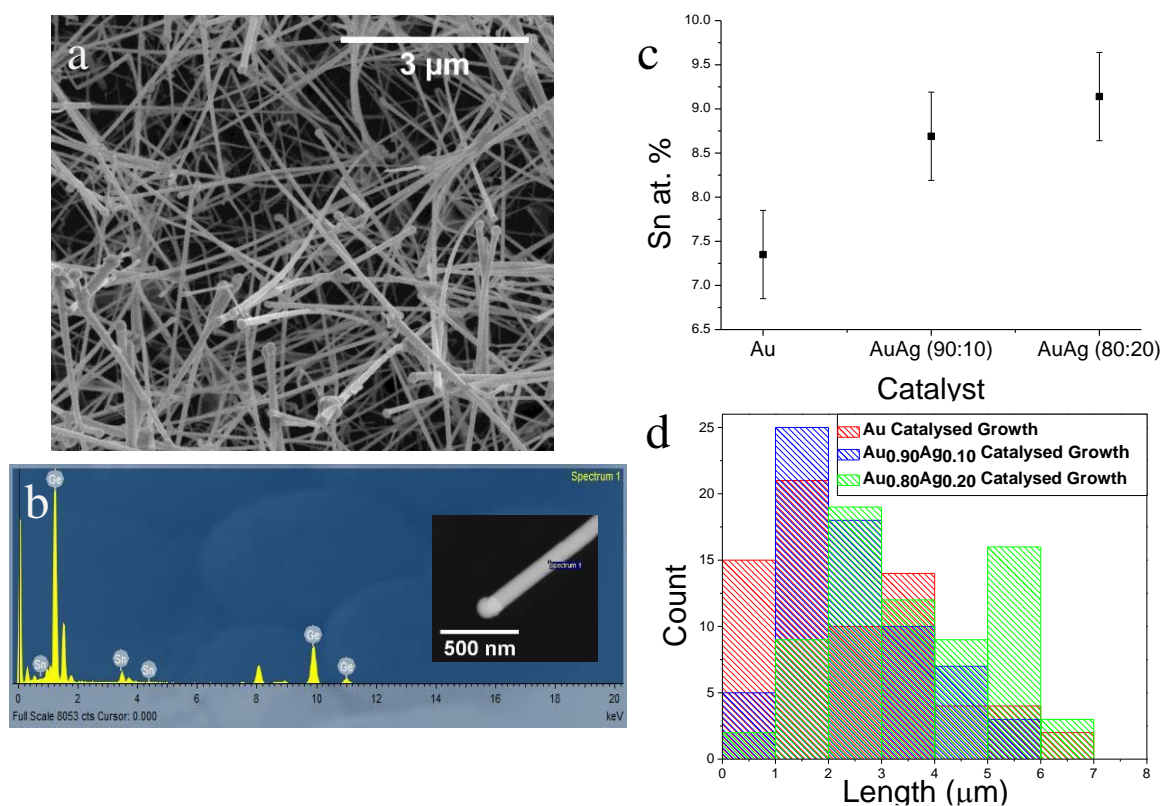 a
3 µm
b
Spectrum 1
Ge
Sn
Sn
Sn
Ge
Ge
Spectrum 1
500 nm
0 2 4 6 8 10 12 14 16 18 20
Full Scale 8053 cts Cursor: 0.000 keV
c
10.0
9.5
9.0
8.5
8.0
7.5
7.0
6.5
Sn at. %
Au AuAg (90:10) AuAg (80:20)
Catalyst
d
Au Catalysed Growth
Au0.90Ag0.10 Catalysed Growth
Au0.80Ag0.20 Catalysed Growth
25
20
15
10
5
0
Count
0 1 2 3 4 5 6 7 8
Length (µm)